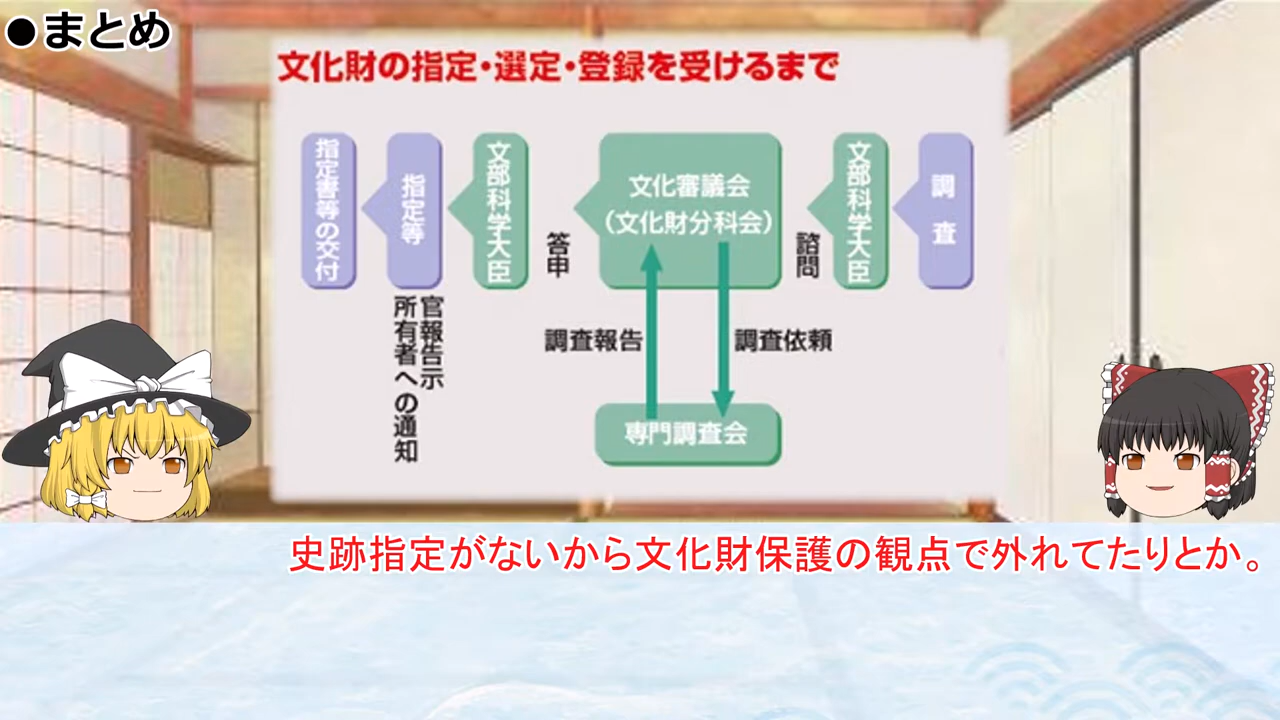 ●まとめ
文化財の指定・選定・登録を受けるまで
調査
文部科学大臣
諮問
文化審議会
（文化財分科会）
答申
文部科学大臣
指定等
指定書等の交付
官報告示
所有者への通知
調査報告
調査依頼
専門調査会
史跡指定がないから文化財保護の観点で外れてたりとか。